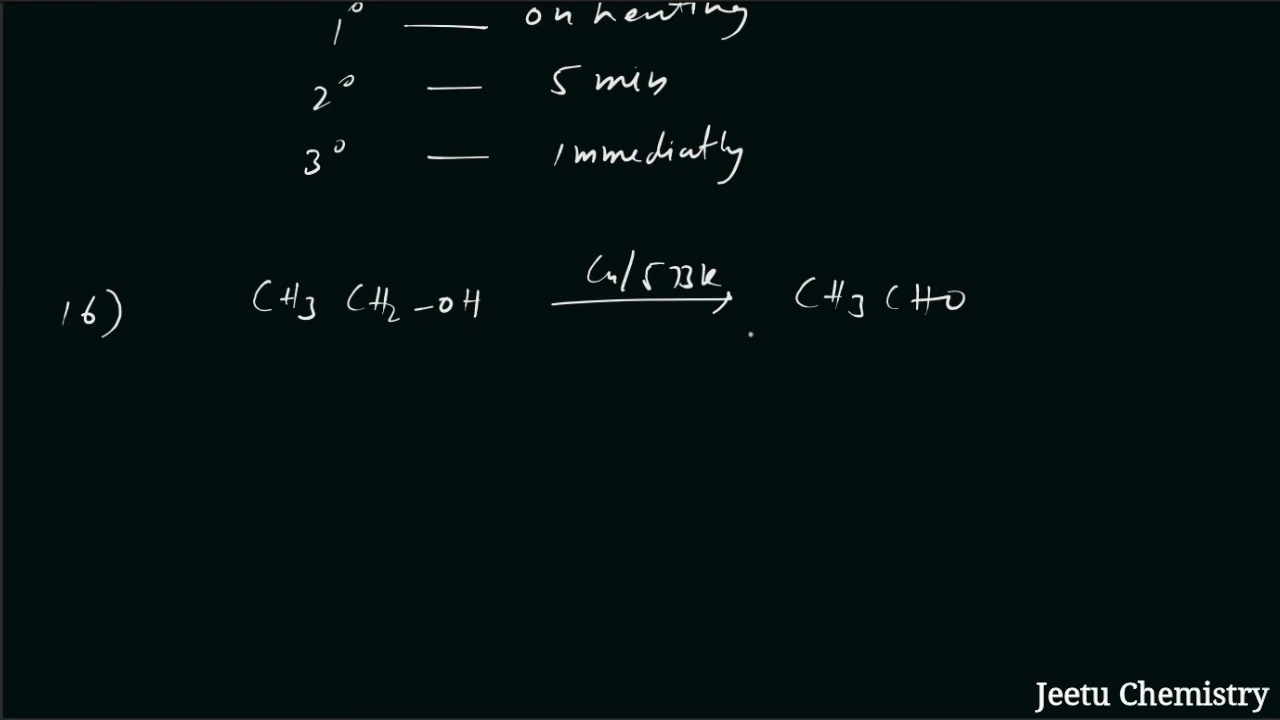 1° — on heating
2° — 5 min
3° — immediatly
16) CH3 CH2-OH Cu/573K → CH3 CHO
Jeetu Chemistry